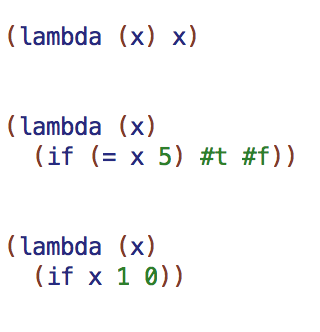 (lambda (x) x)
(lambda (x)
  (if (= x 5) #t #f))
(lambda (x)
  (if x 1 0))